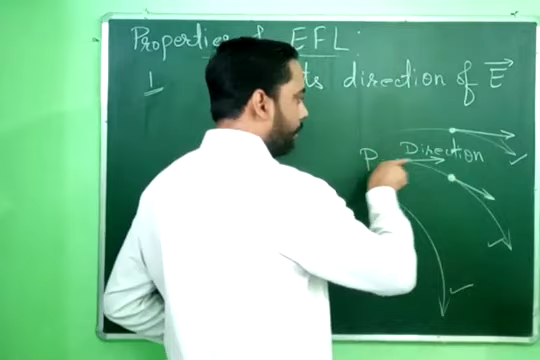 Properties of EFL:
1 direction of E
P Direction